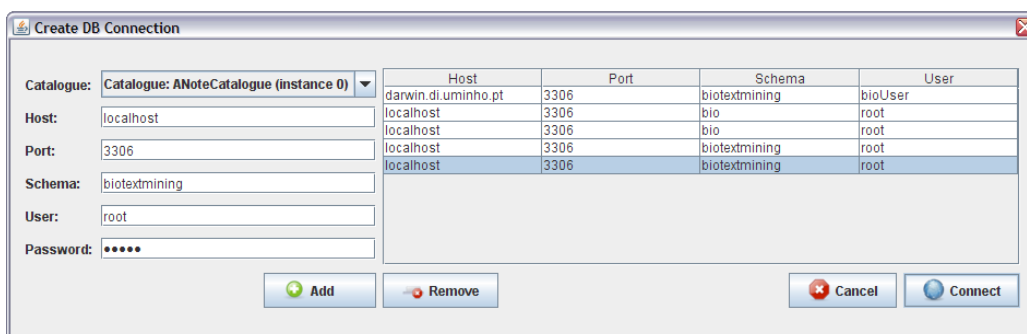 Create DB Connection
Catalogue: Catalogue: ANoteCatalogue (instance 0)
Host: localhost
Port: 3306
Schema: biotextmining
User: root
Password: •••••
Host Port Schema User
darwin.di.uminho.pt 3306 biotextmining bioUser
localhost 3306 bio root
localhost 3306 bio root
localhost 3306 biotextmining root
localhost 3306 biotextmining root
Add Remove Cancel Connect